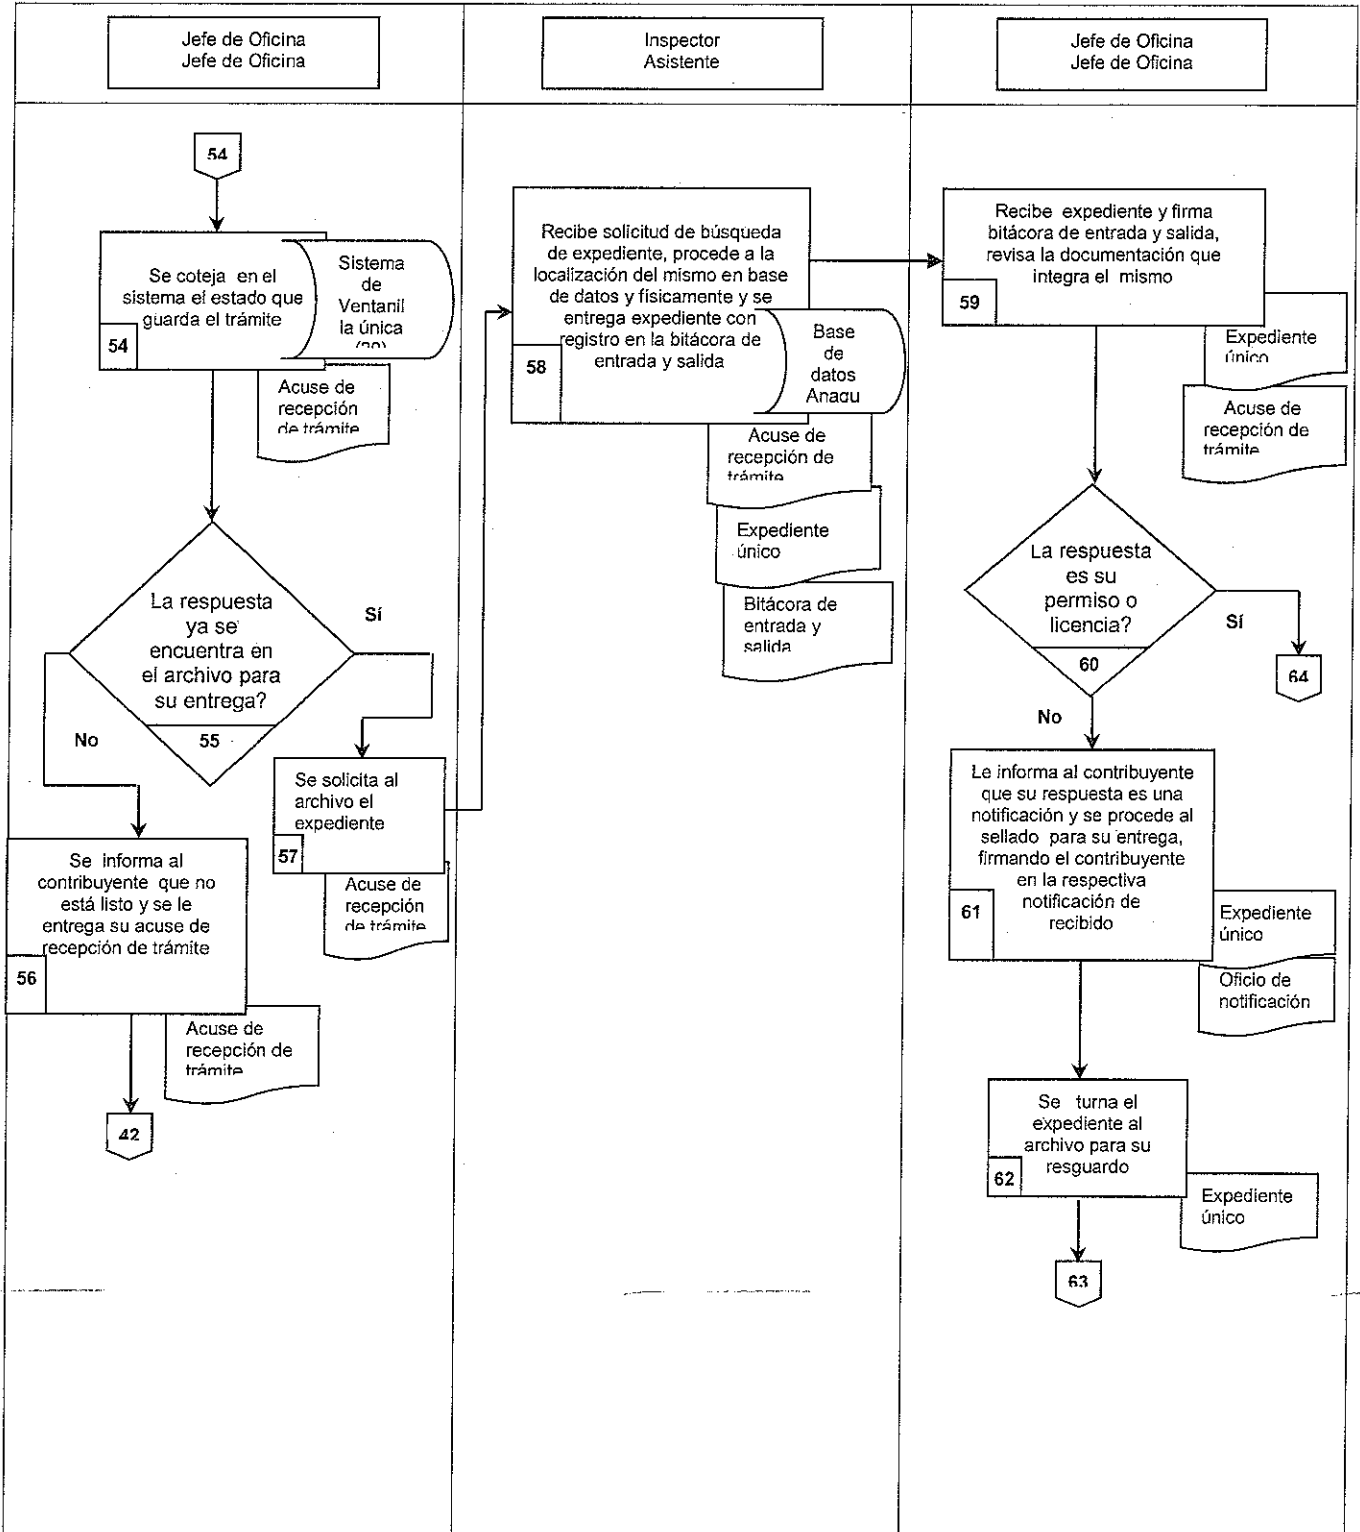 Jefe de Oficina
Jefe de Oficina
Inspector
Asistente
Jefe de Oficina
Jefe de Oficina
54
Se coteja en el
sistema el estado que
guarda el trámite
54
Sistema
de
Ventanil
la única
Acuse de
recepción
de trámite
La respuesta
ya se
encuentra en
el archivo para
su entrega?
55
Sí
No
Se informa al
contribuyente que no
está listo y se le
entrega su acuse de
recepción de trámite
56
Acuse de
recepción de
trámite
42
Se solicita al
archivo el
expediente
57
Acuse de
recepción
de trámite
Recibe solicitud de búsqueda
de expediente, procede a la
localización del mismo en base
de datos y físicamente y se
entrega expediente con
registro en la bitácora de
entrada y salida
58
Base
de
datos
Anaqu
Acuse de
recepción de
trámite
Expediente
único
Bitácora de
entrada y
salida
Recibe expediente y firma
bitácora de entrada y salida,
revisa la documentación que
integra el mismo
59
Expediente
único
Acuse de
recepción de
trámite
La respuesta
es su
permiso o
licencia?
60
Sí
64
No
Le informa al contribuyente
que su respuesta es una
notificación y se procede al
sellado para su entrega,
firmando el contribuyente
en la respectiva
notificación de
recibido
61
Expediente
único
Oficio de
notificación
Se turna el
expediente al
archivo para su
resguardo
62
Expediente
único
63